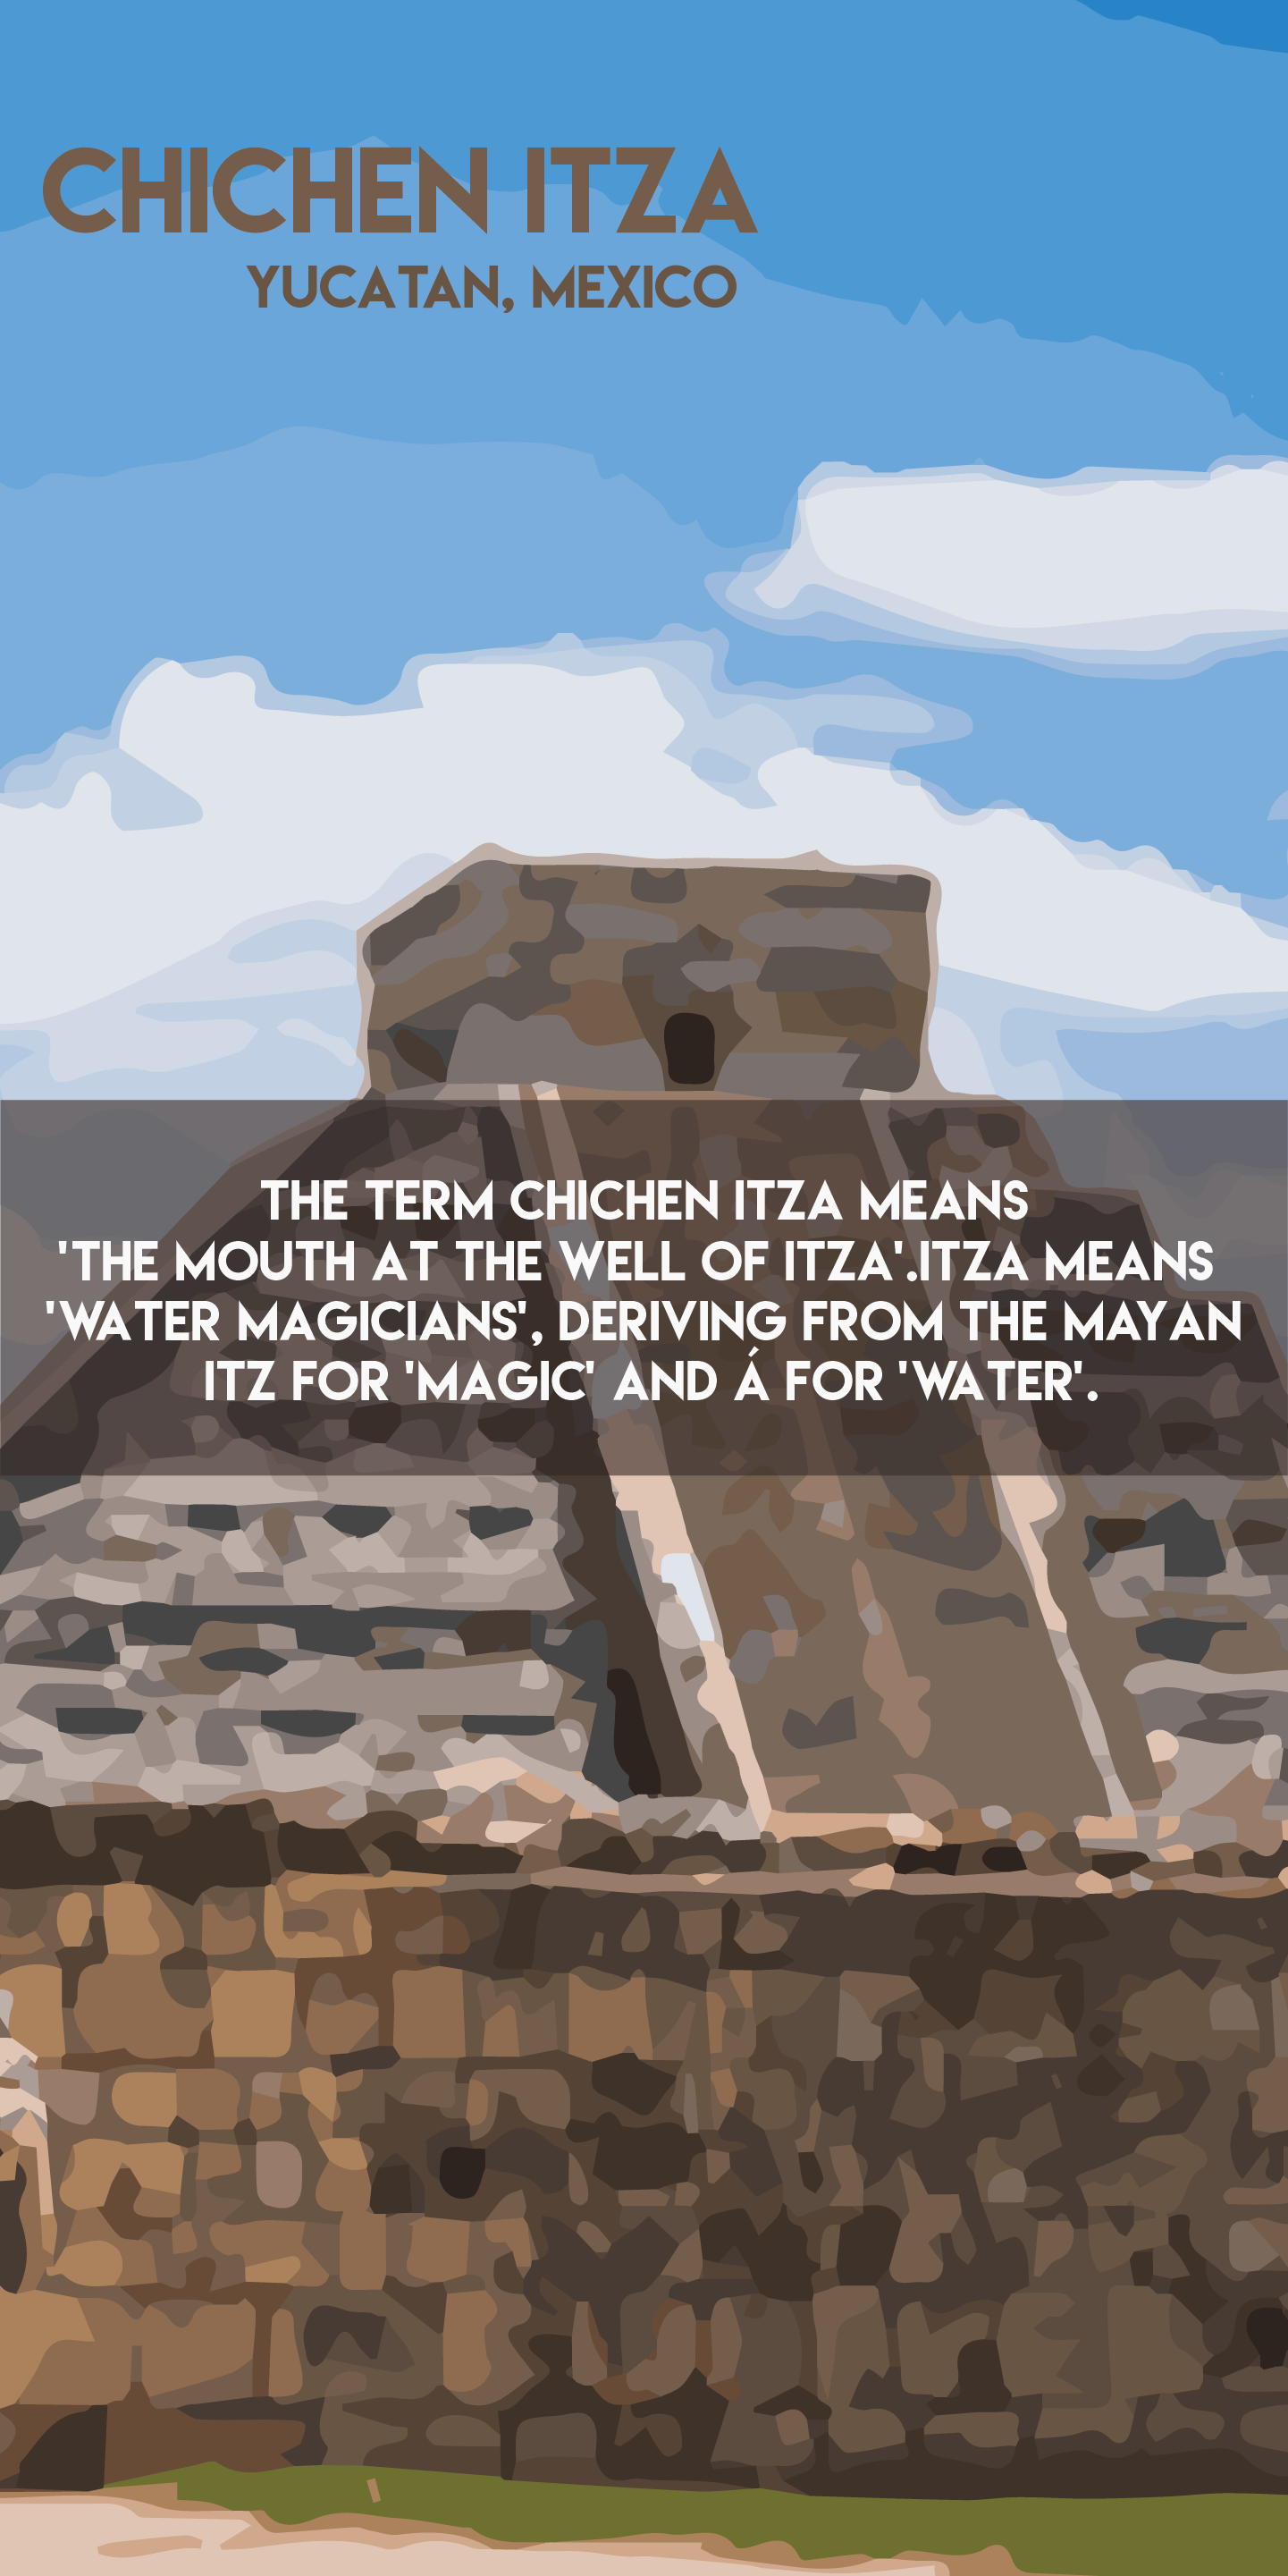 CHICHEN ITZA
YUCATAN, MEXICO
THE TERM CHICHEN ITZA MEANS
'THE MOUTH AT THE WELL OF ITZA'.ITZA MEANS
'WATER MAGICIANS', DERIVING FROM THE MAYAN
ITZ FOR 'MAGIC' AND Á FOR 'WATER'.